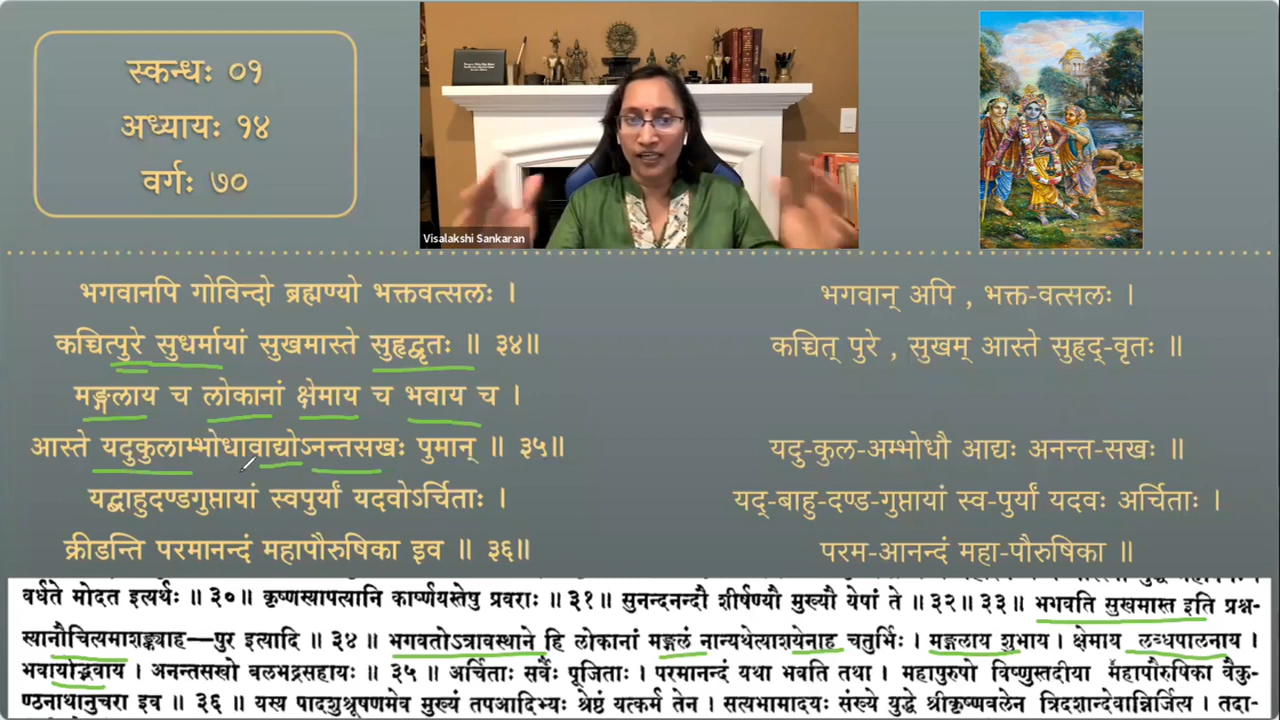 स्कन्धः ०१
अध्यायः १४
वर्गः ७०
Visalakshi Sankaran
भगवानपि गोविन्दो ब्रह्मण्यो भक्तवत्सलः ।
कच्चित्पुरे सुधर्मायां सुखमास्ते सुहृद्वृतः ॥ ३४॥
मङ्गलाय च लोकानां क्षेमाय च भवाय च ।
आस्ते यदुकुलाम्भोधावाद्योऽनन्तसखः पुमान् ॥ ३५॥
यद्बाहुदण्डगुप्तायां स्वपुर्यां यदवोऽर्चिताः ।
क्रीडन्ति परमानन्दं महापौरुषिका इव ॥ ३६॥
भगवान् अपि , भक्त-वत्सलः ।
कच्चित् पुरे , सुखम् आस्ते सुहृद्-वृतः ॥
यदु-कुल-अम्भोधौ आद्यः अनन्त-सखः ॥
यद्-बाहु-दण्ड-गुप्तायां स्व-पुर्यां यदवः अर्चिताः ।
परम-आनन्दं महा-पौरुषिका ॥
वर्धते मोदत इत्यर्थः ॥ ३० ॥ कृष्णस्यापत्यानि कार्ष्णयस्तेषु प्रवराः ॥ ३१ ॥ सुनन्दनन्दौ शीर्षण्यौ मुख्यौ येषां ते ॥ ३२ ॥ ३३ ॥ भगवति सुखमास्त इति प्रश्न-
स्यानौचित्यमाशङ्क्याह—पुर इत्यादि ॥ ३४ ॥ भगवतोऽत्रावस्थाने हि लोकानां मङ्गलं नान्यथेत्याशयेनाह चतुर्भिः । मङ्गलाय शुभाय । क्षेमाय लब्धपालनाय ।
भवायोद्भवाय । अनन्तसखो बलभद्रसहायः ॥ ३५ ॥ अर्चिताः सर्वैः पूजिताः । परमानन्दं यथा भवति तथा । महापुरुषो विष्णुस्तदीया महापौरुषिका वैकु-
ण्ठनाथानुचरा इव ॥ ३६ ॥ यस्य पादशुश्रूषणमेव मुख्यं तपआदिभ्यः श्रेष्ठं यत्कर्म तेन । सत्यभामादयः संख्ये युद्धे श्रीकृष्णबलेन त्रिदशान्देवान्निर्जित्य । तदा-